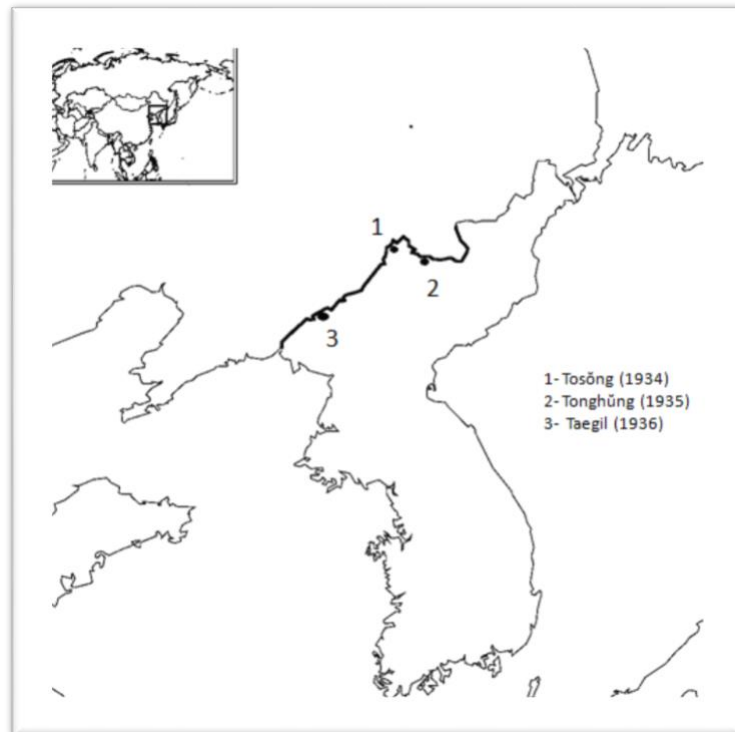 1
2
3
1- Tosŏng (1934)
2- Tonghŭng (1935)
3- Taegil (1936)